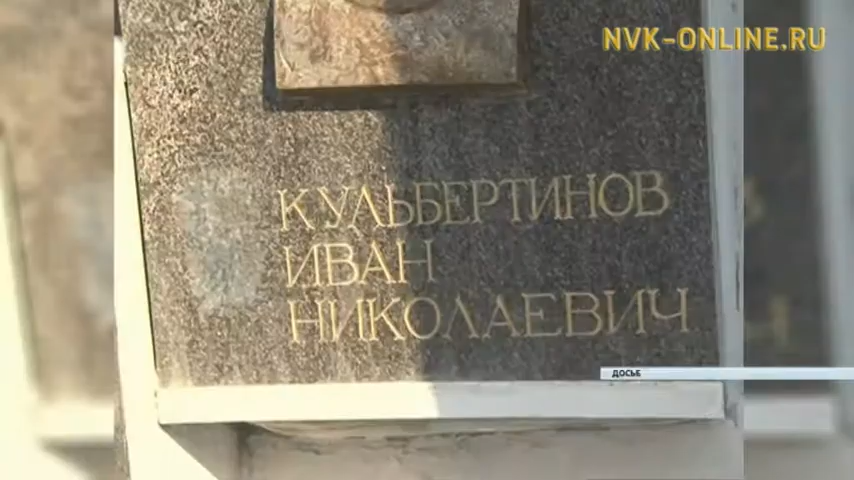 NVK-ONLINE.RU
КУЛЬБЕРТИНОВ
ИВАН
НИКОЛАЕВИЧ
ДОСЬЕ